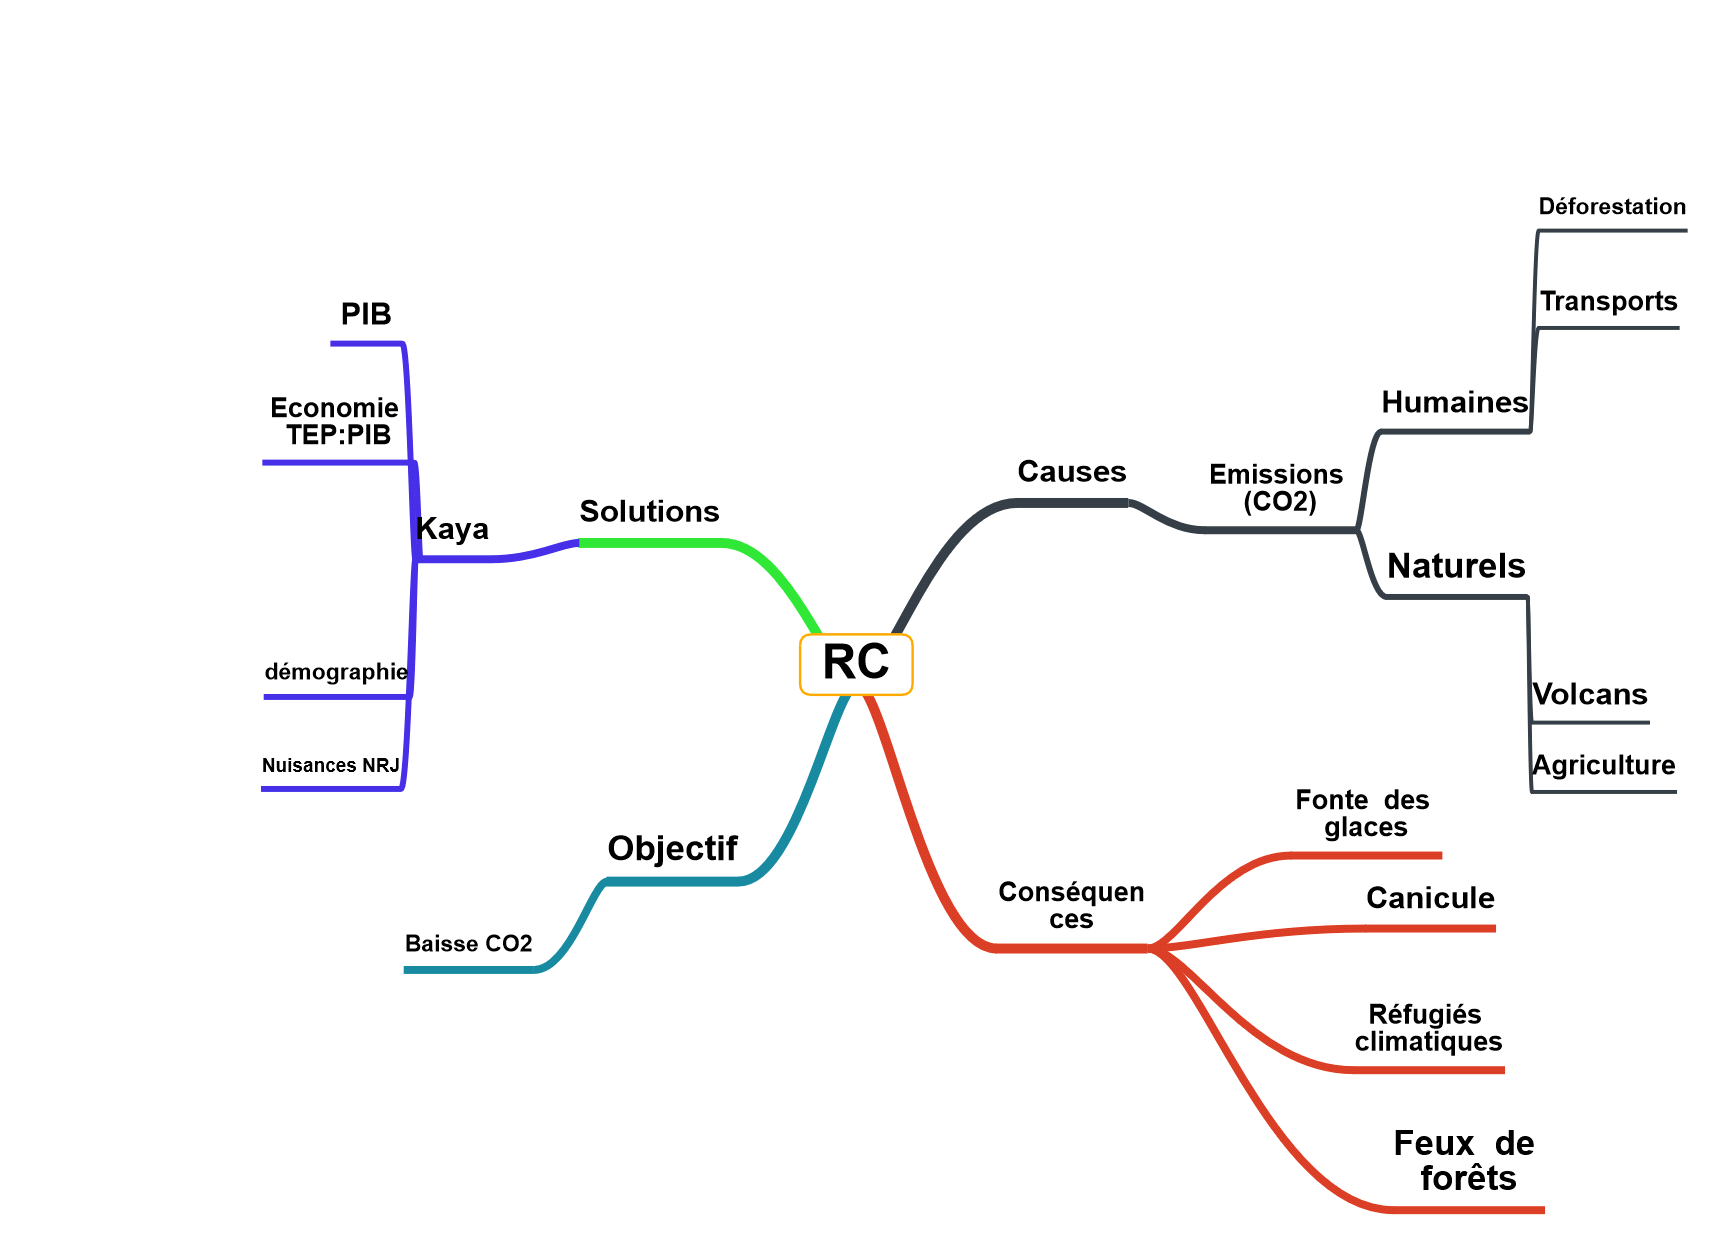 RC
Causes
Emissions
(CO2)
Humaines
Déforestation
Transports
Naturels
Volcans
Agriculture
Conséquen
ces
Fonte des
glaces
Canicule
Réfugiés
climatiques
Feux de
forêts
Objectif
Baisse CO2
Solutions
Kaya
PIB
Economie
TEP:PIB
démographie
Nuisances NRJ